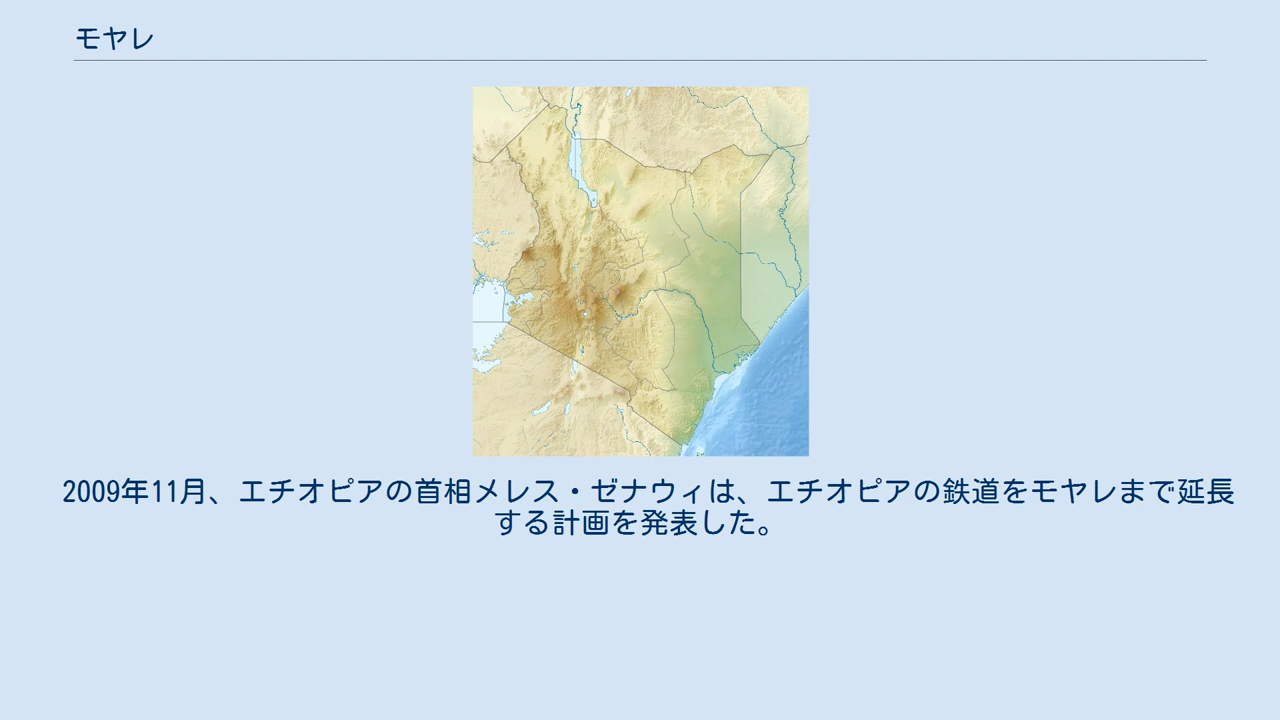 モヤレ
2009年11月、エチオピアの首相メレス・ゼナウィは、エチオピアの鉄道をモヤレまで延長
する計画を発表した。